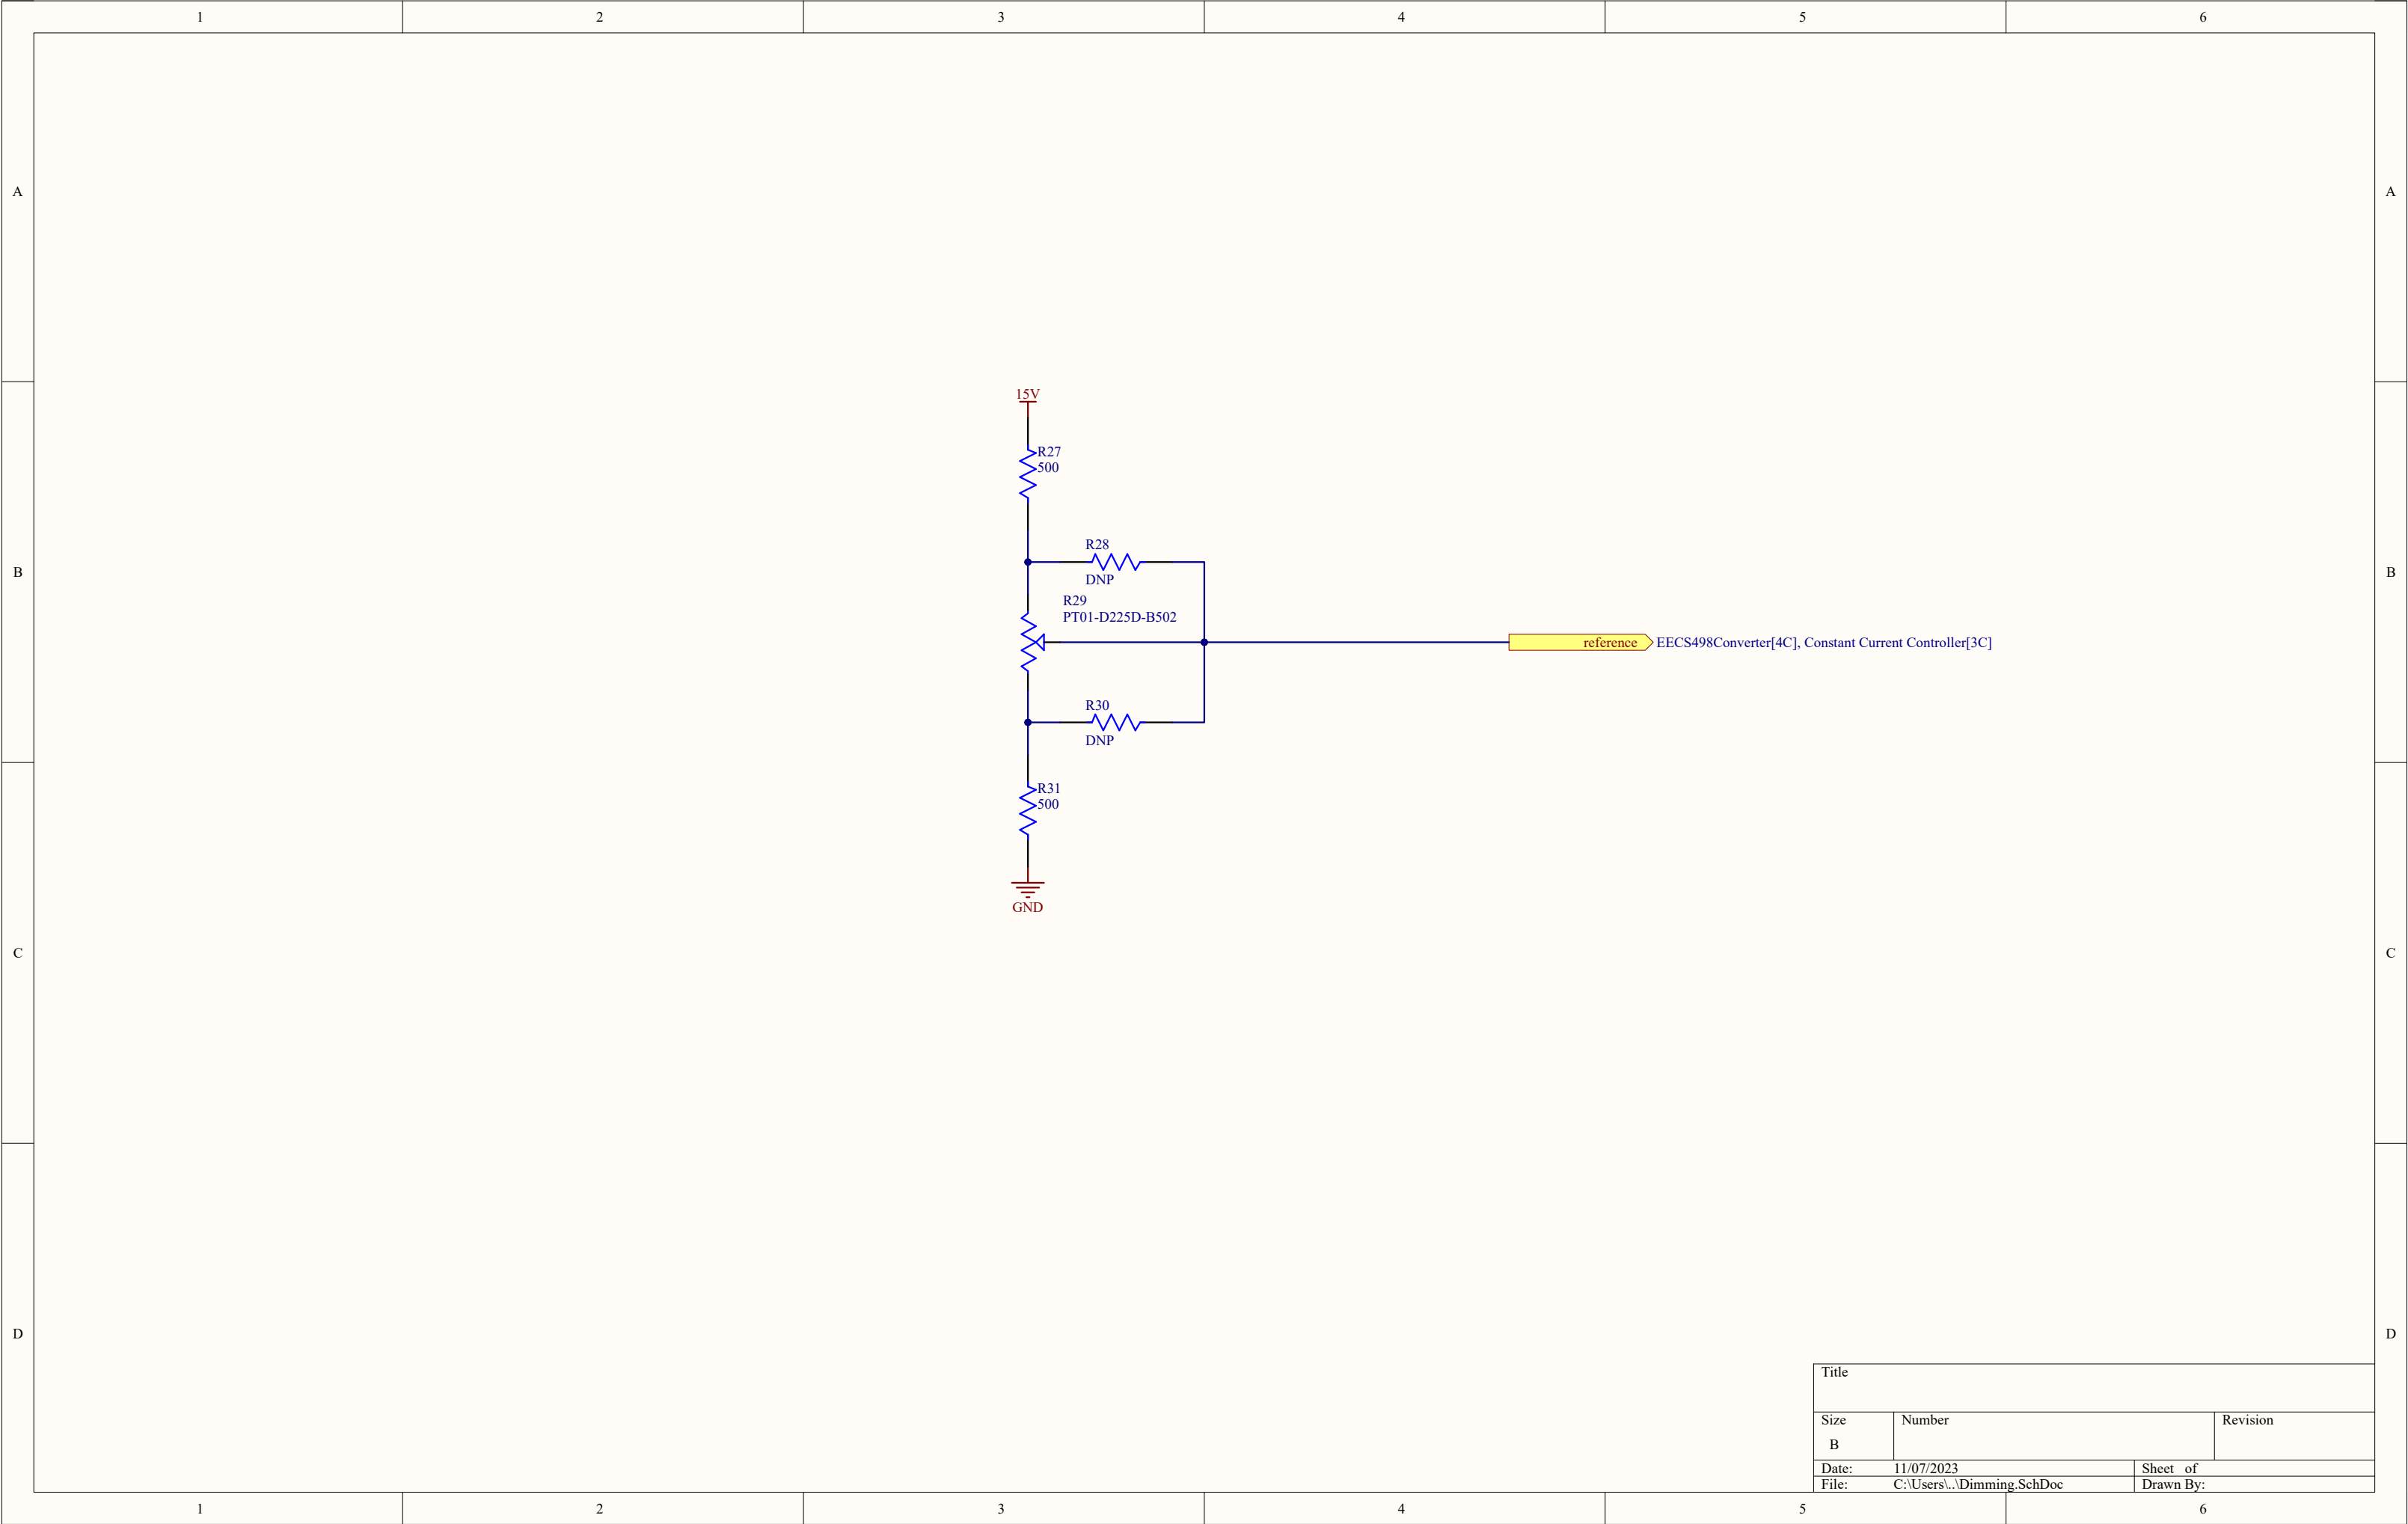 1 2 3 4 5 6
A A
15V
R27
500
R28
B B
DNP
R29
PT01-D225D-B502
reference EECS498Converter[4C], Constant Current Controller[3C]
R30
DNP
R31
500
GND
C C
D D
Title
Size Number Revision
B
Date: 11/07/2023 Sheet of
File: C:\Users\..\Dimming.SchDoc Drawn By:
1 2 3 4 5 6